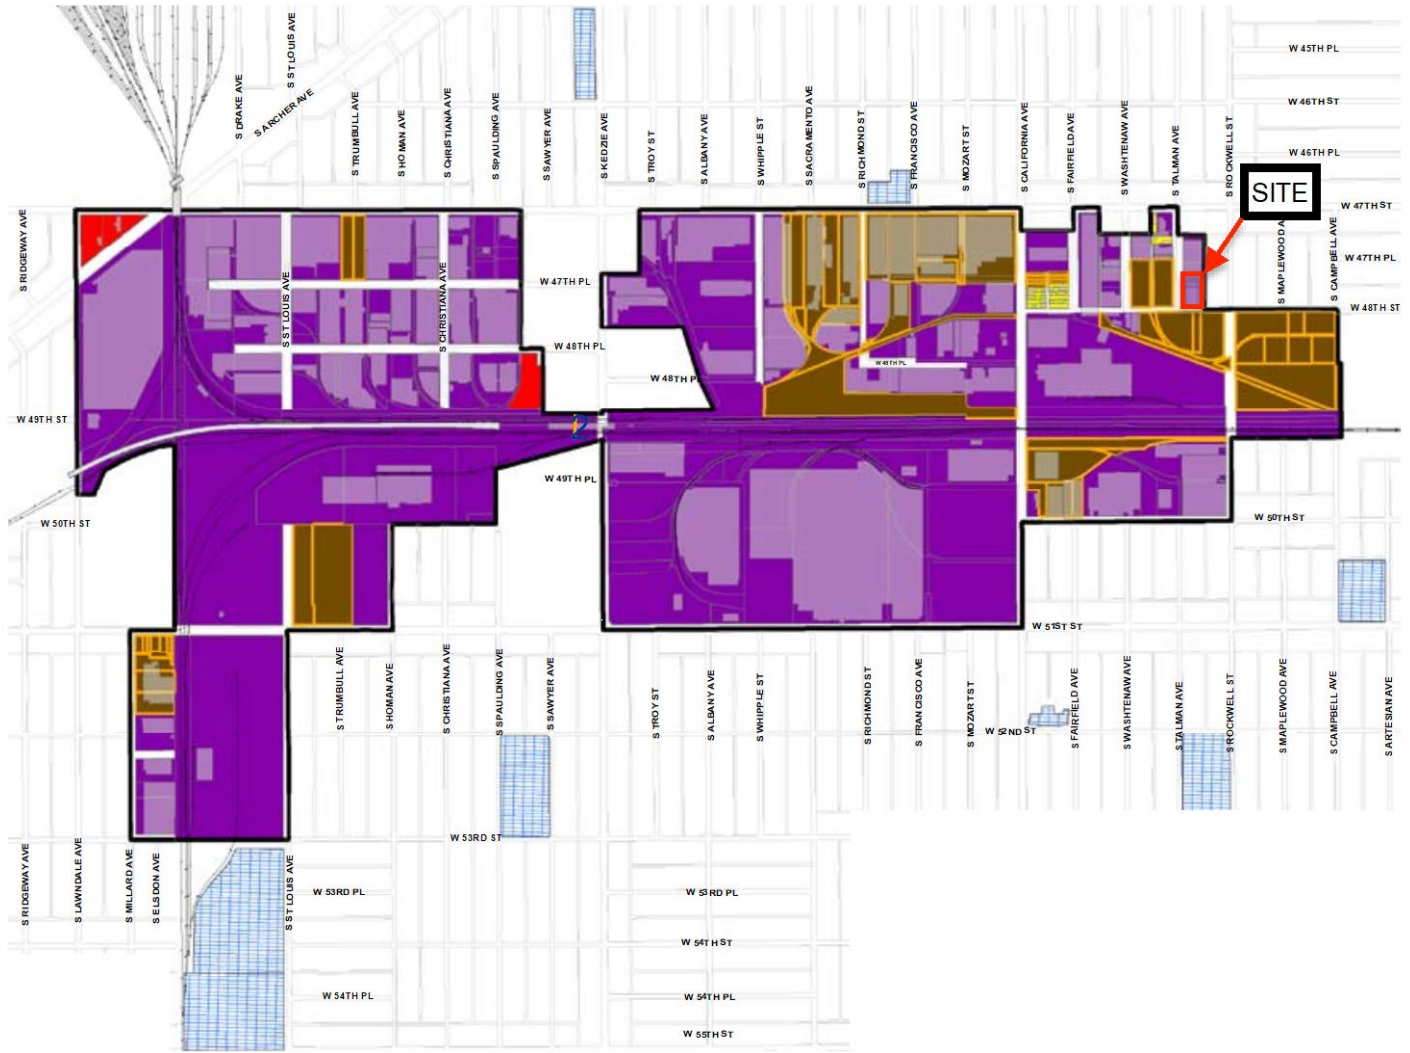 W 45TH PL
S ST LOUIS AVE
S DRAKE AVE
S ARCHER AVE
W 46TH ST
S TRUMBULL AVE
S HOMAN AVE
S CHRISTIANA AVE
S SPAULDING AVE
S SAWYER AVE
S KEDZIE AVE
S TROY ST
S ALBANY AVE
S WHIPPLE ST
S SACRAMENTO AVE
S RICHMOND ST
S FRANCISCO AVE
S MOZART ST
S CALIFORNIA AVE
S FAIRFIELD AVE
S WASHTENAW AVE
S TALMAN AVE
S ROCKWELL ST
W 46TH PL
SITE
W 47TH ST
S RIDGEWAY AVE
S MAPLEWOOD A
S CAMPBELL AVE
W 47TH PL
W 47TH PL
S ST LOUIS AVE
S CHRISTIANA AVE
W 48TH ST
W 48TH PL
W 48TH PL
W 48TH PL
W 49TH ST
2
W 49TH PL
W 50TH ST
W 50TH ST
W 51ST ST
S TRUMBULL AVE
S HOMAN AVE
S CHRISTIANA AVE
S SPAULDING AVE
S SAWYER AVE
S TROY ST
S ALBANY AVE
S WHIPPLE ST
S RICHMOND ST
S FRANCISCO AVE
S MOZART ST
W 52ND ST
S FAIRFIELD AVE
S WASHTENAW AVE
S TALMAN AVE
S ROCKWELL ST
S MAPLEWOOD AVE
S CAMPBELL AVE
S ARTESIAN AVE
W 53RD ST
S RIDGEWAY AVE
S LAWNDALE AVE
S MILLARD AVE
S ELSDON AVE
S ST LOUIS AVE
W 53RD PL
W 53RD PL
W 54TH ST
W 54TH PL
W 54TH PL
W 55TH ST